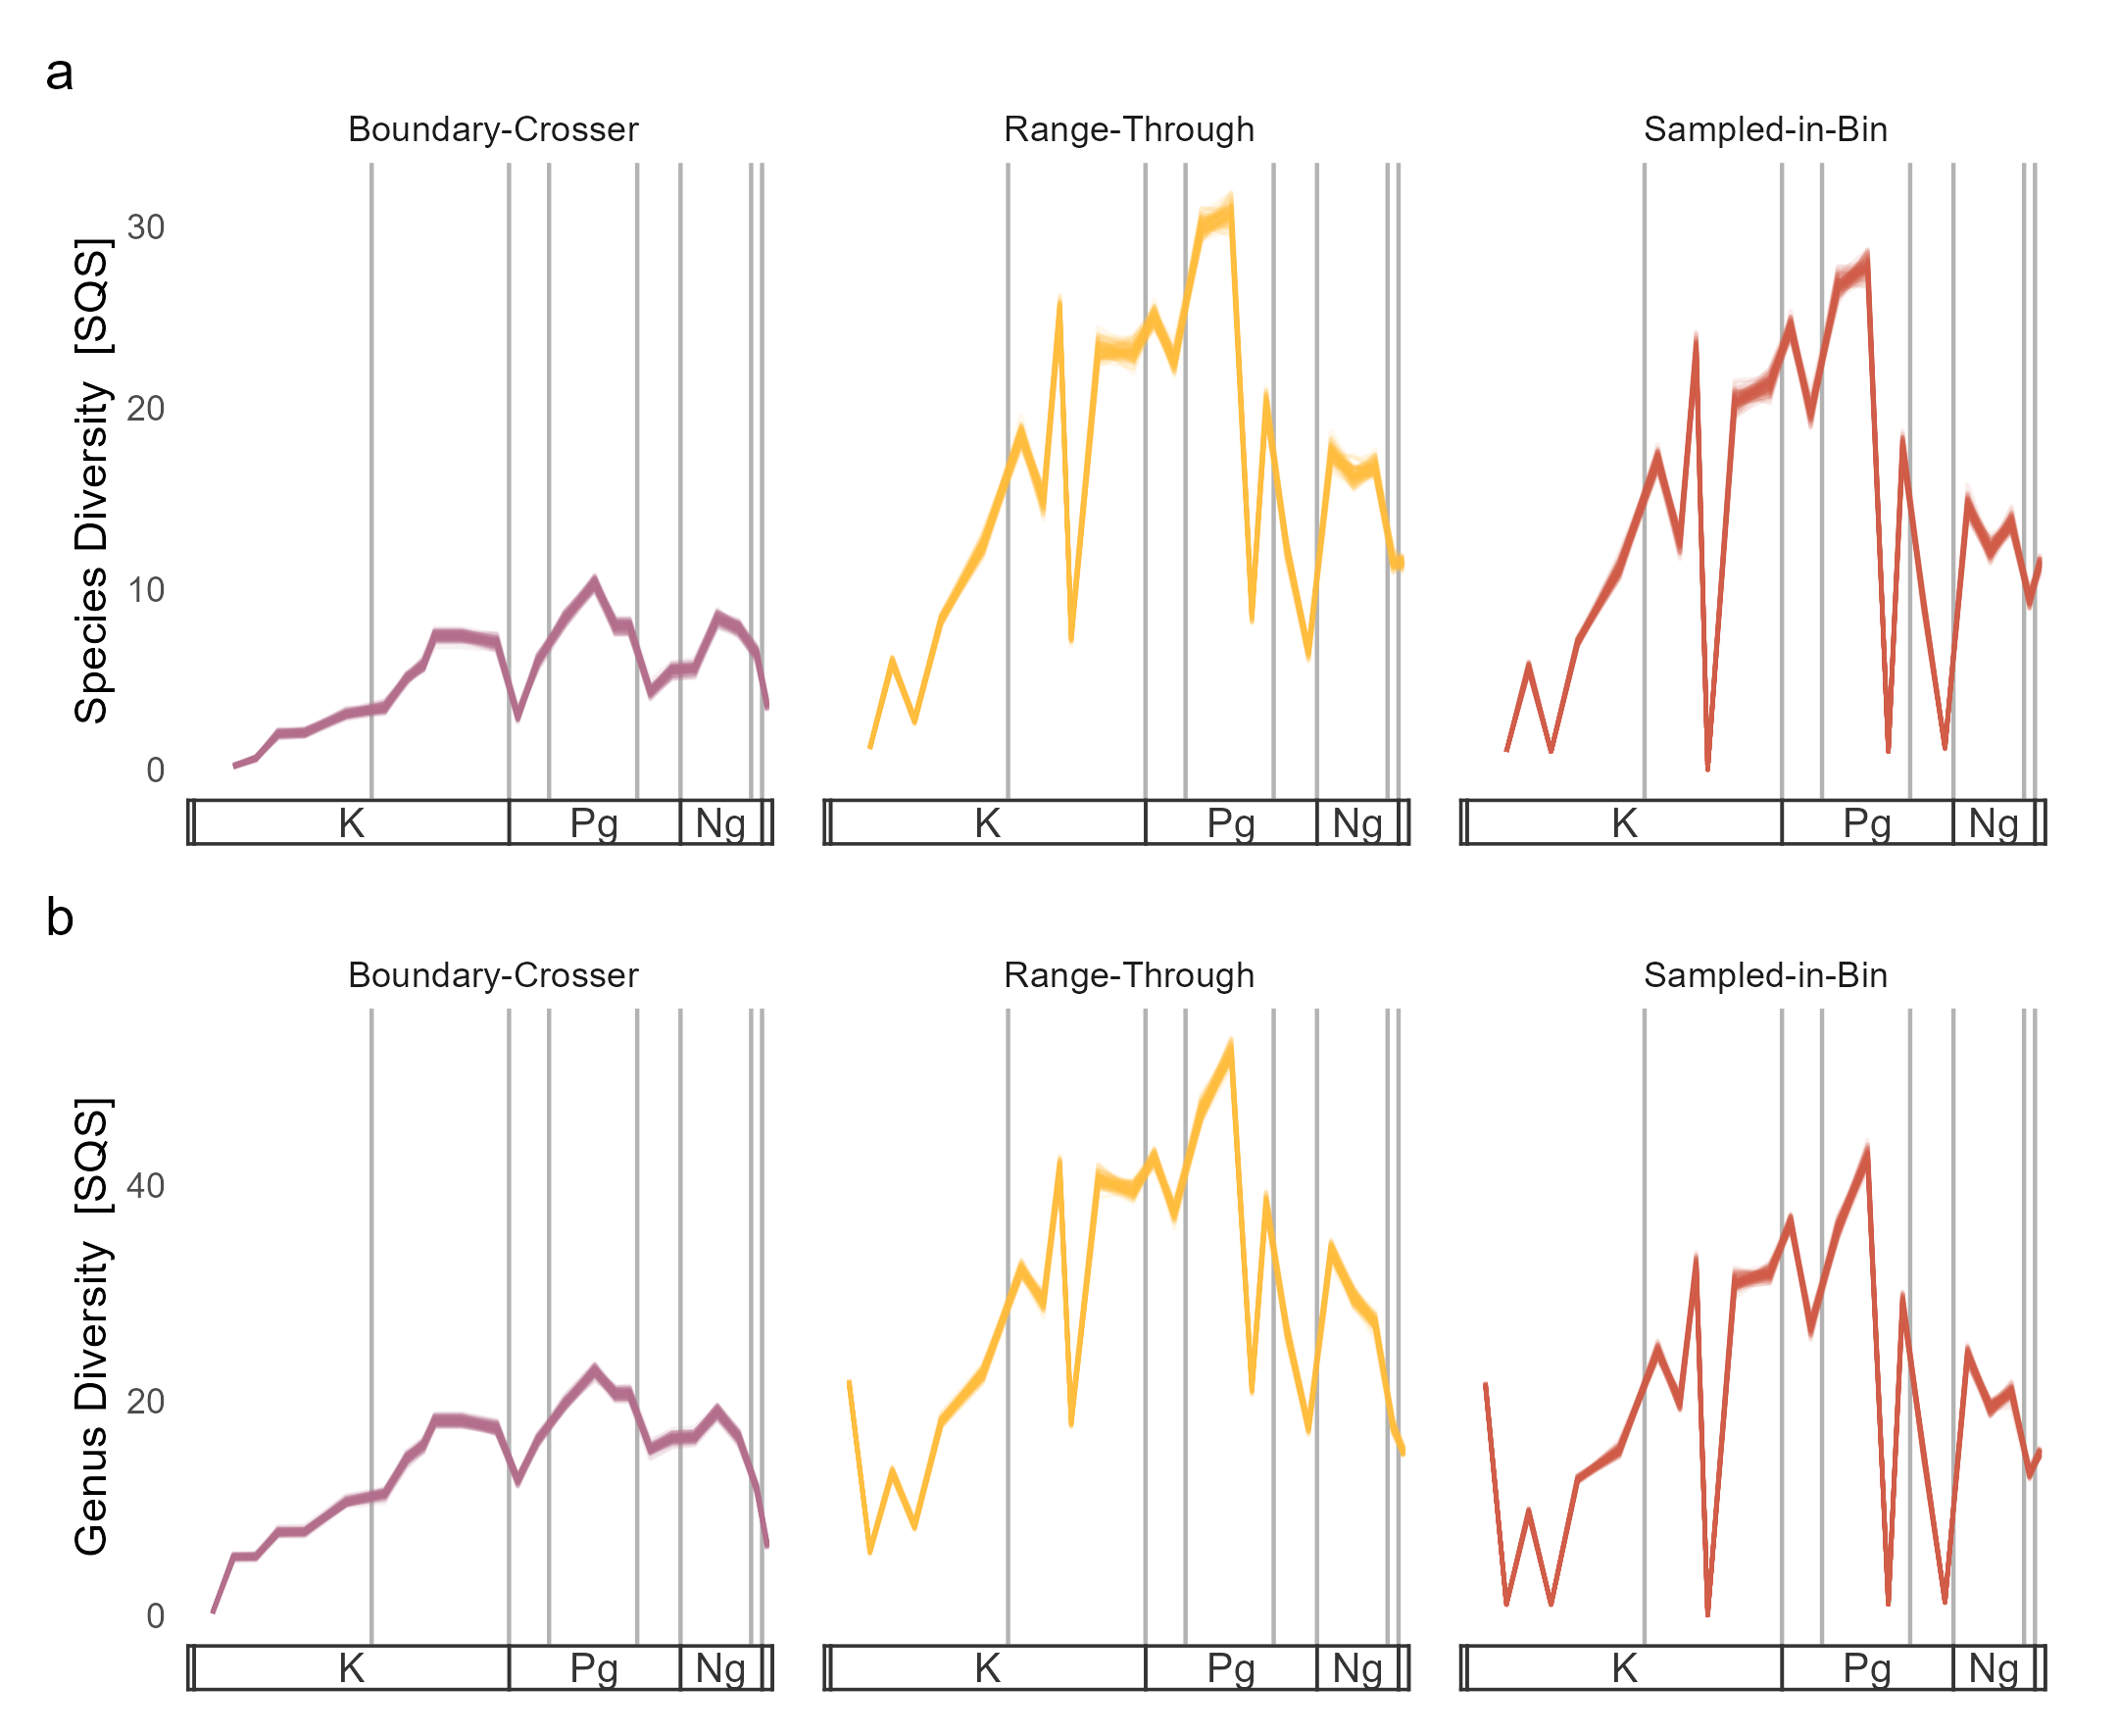 a
Boundary-Crosser Range-Through Sampled-in-Bin
Species Diversity [SQS]
30
20
10
0
K Pg Ng K Pg Ng K Pg Ng
b
Boundary-Crosser Range-Through Sampled-in-Bin
Genus Diversity [SQS]
40
20
0
K Pg Ng K Pg Ng K Pg Ng